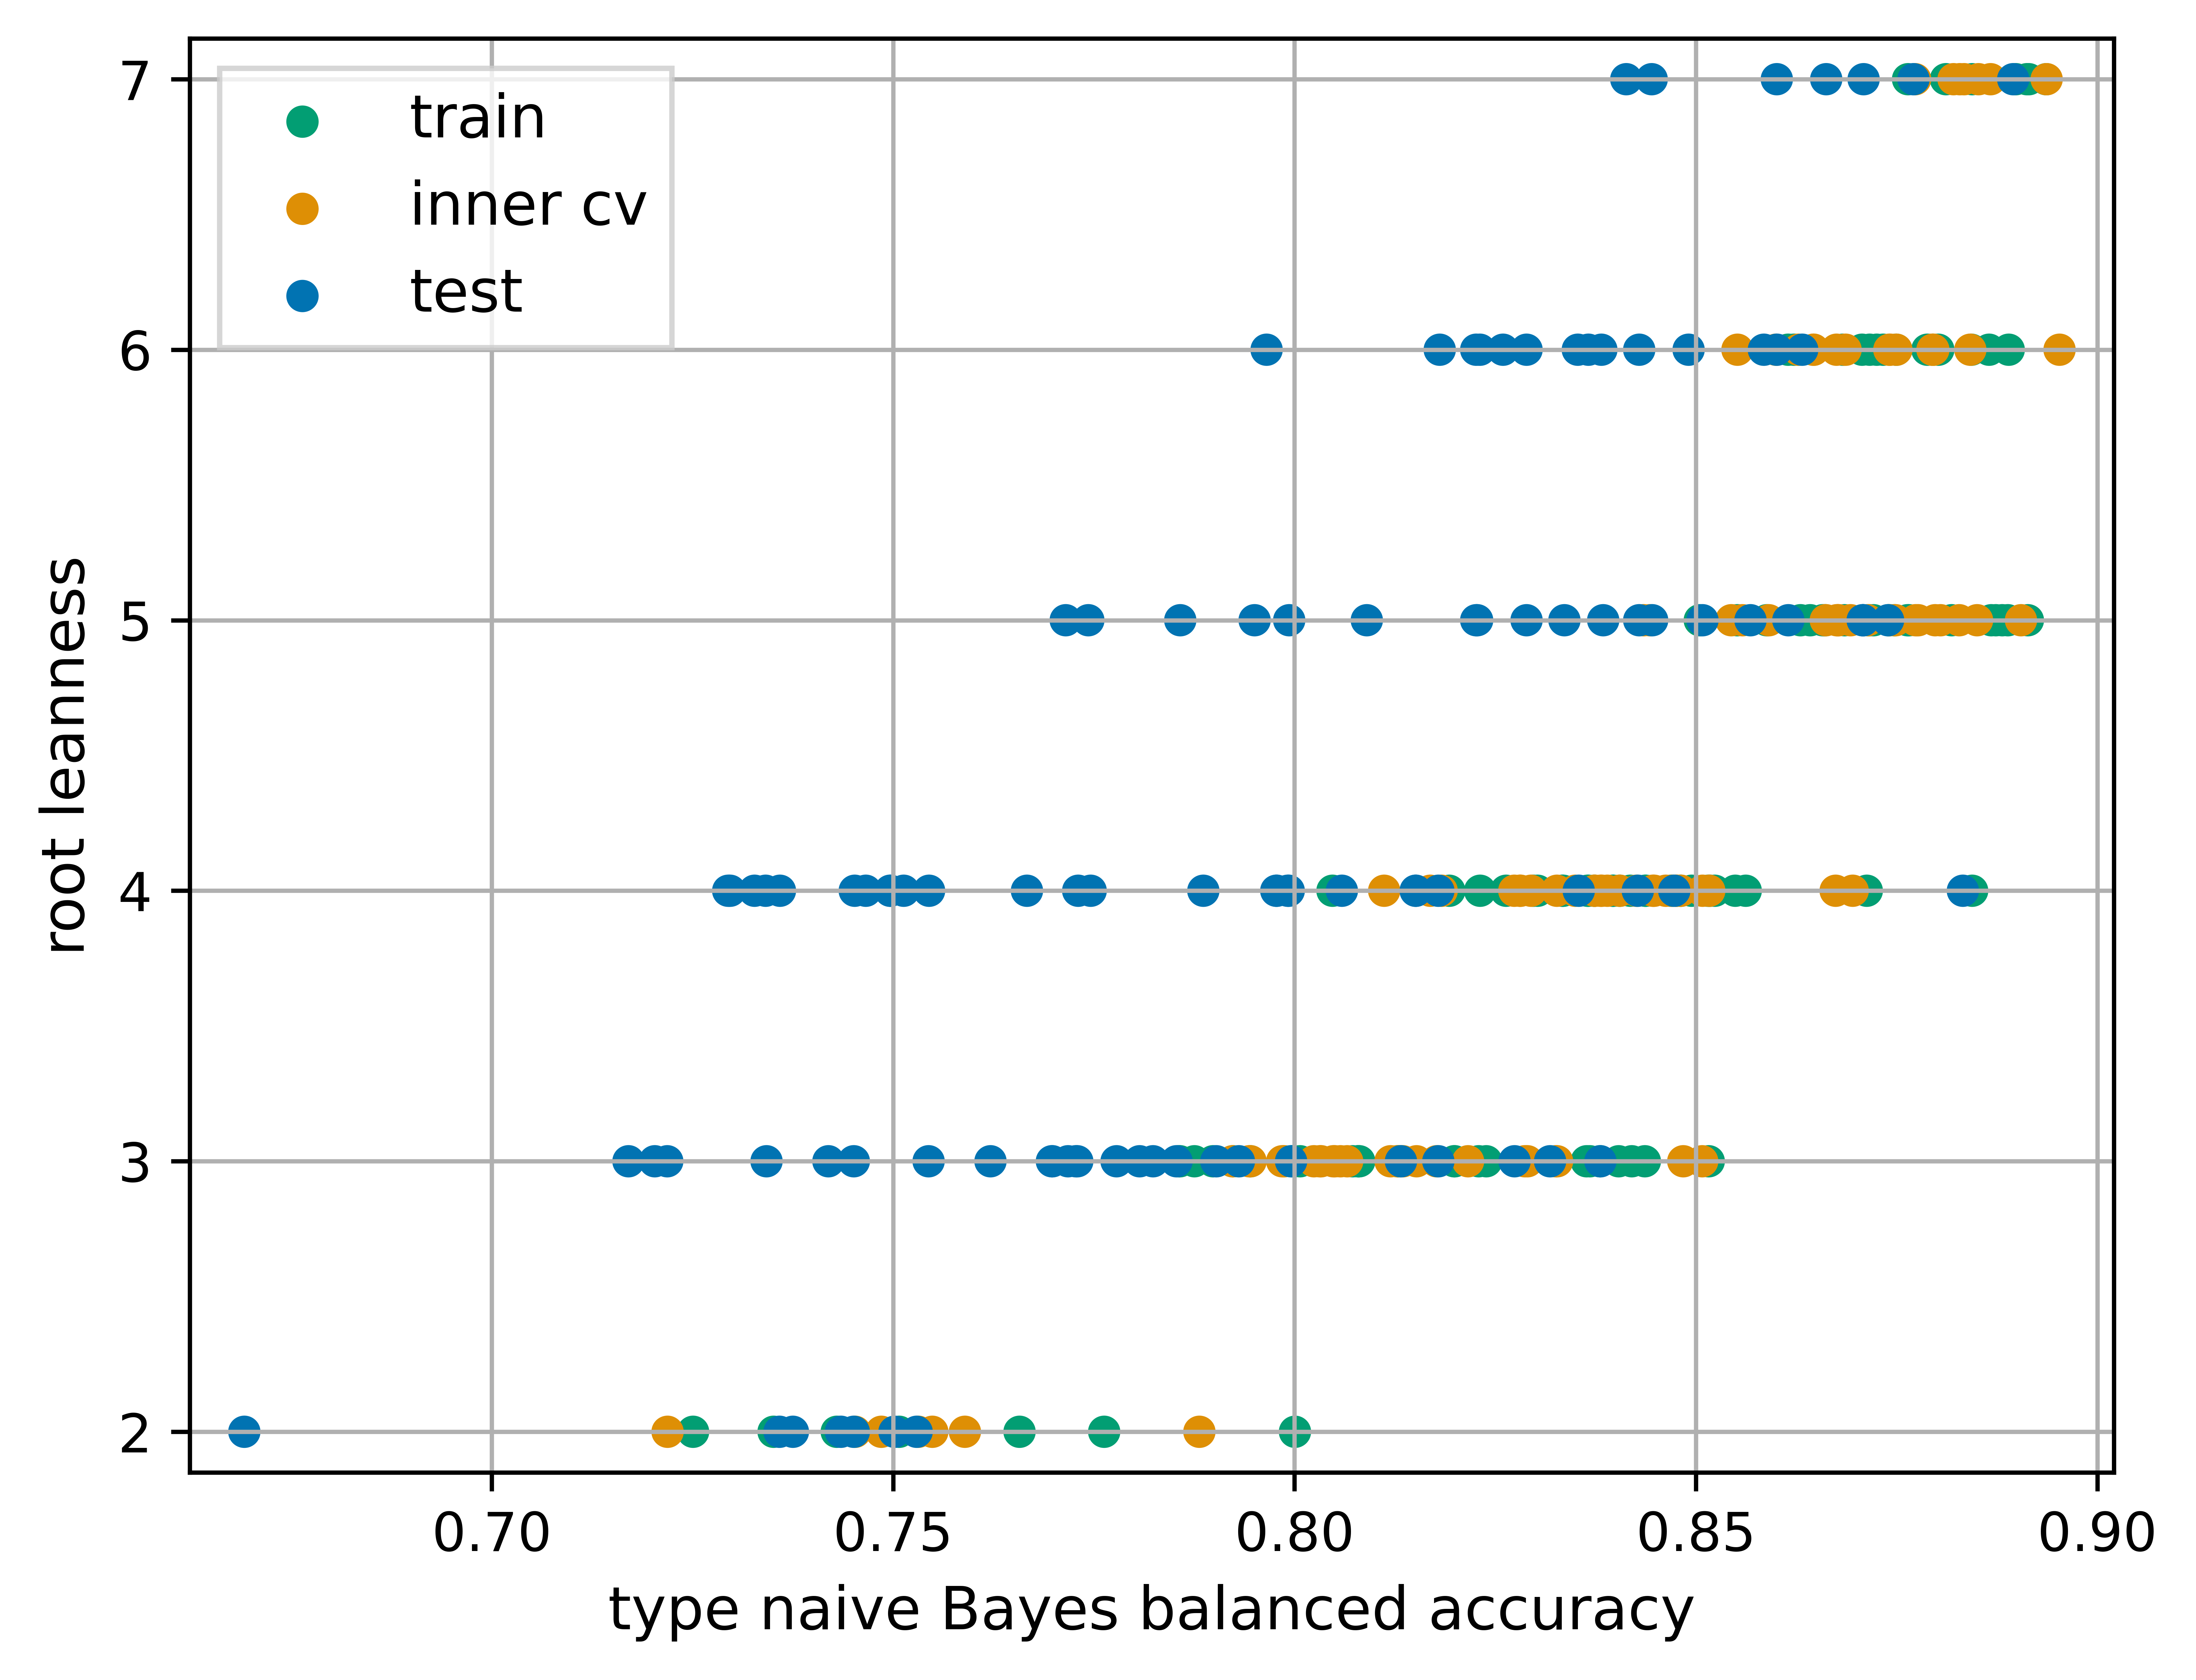 7
6
5
4
3
2
root leanness
train
inner cv
test
0.70 0.75 0.80 0.85 0.90
type naive Bayes balanced accuracy